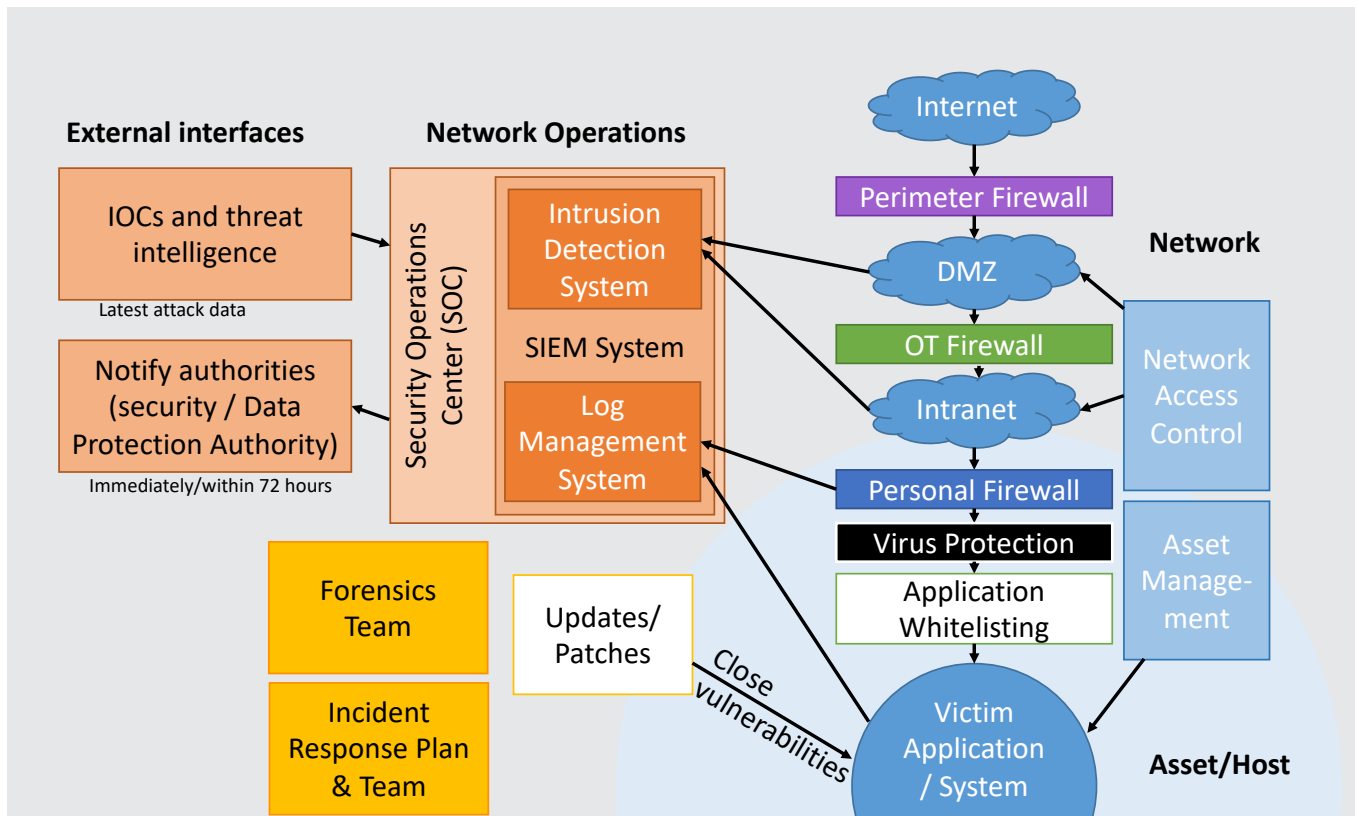 External interfaces
IOCs and threat
intelligence
Latest attack data
Notify authorities
(security / Data
Protection Authority)
Immediately/within 72 hours
Network Operations
Security Operations
Center (SOC)
Intrusion
Detection
System
SIEM System
Log
Management
System
Forensics
Team
Incident
Response Plan
& Team
Updates/
Patches
Close
vulnerabilities
Internet
Perimeter Firewall
DMZ
OT Firewall
Intranet
Personal Firewall
Virus Protection
Application
Whitelisting
Victim
Application
/ System
Network
Network
Access
Control
Asset
Manage-
ment
Asset/Host